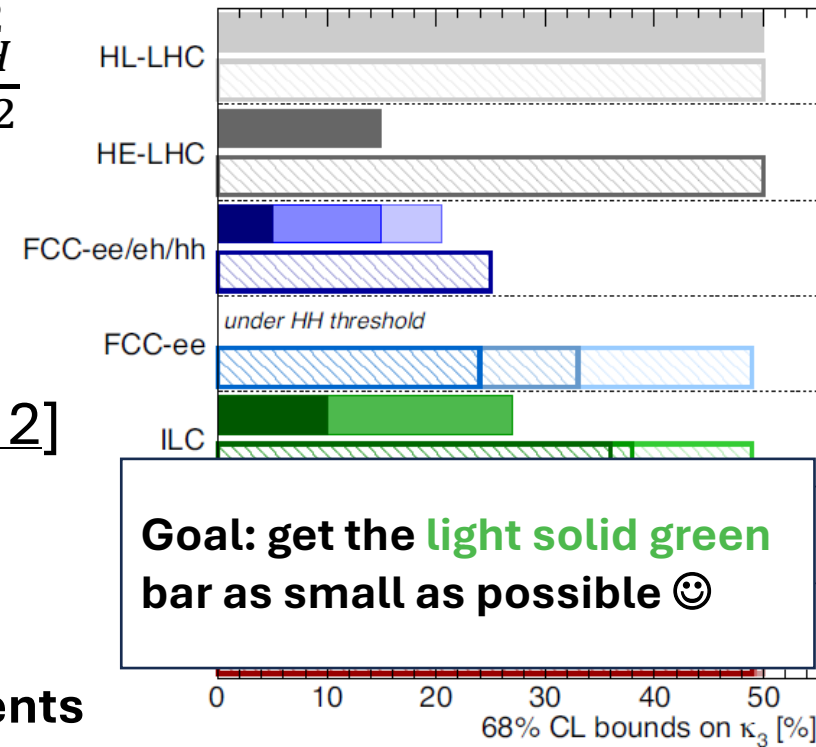 H
2
HL-LHC
HE-LHC
FCC-ee/eh/hh
under HH threshold
FCC-ee
2]
ILC
Goal: get the light solid green
bar as small as possible ☺
ents
0 10 20 30 40 50
68% CL bounds on κ₃ [%]